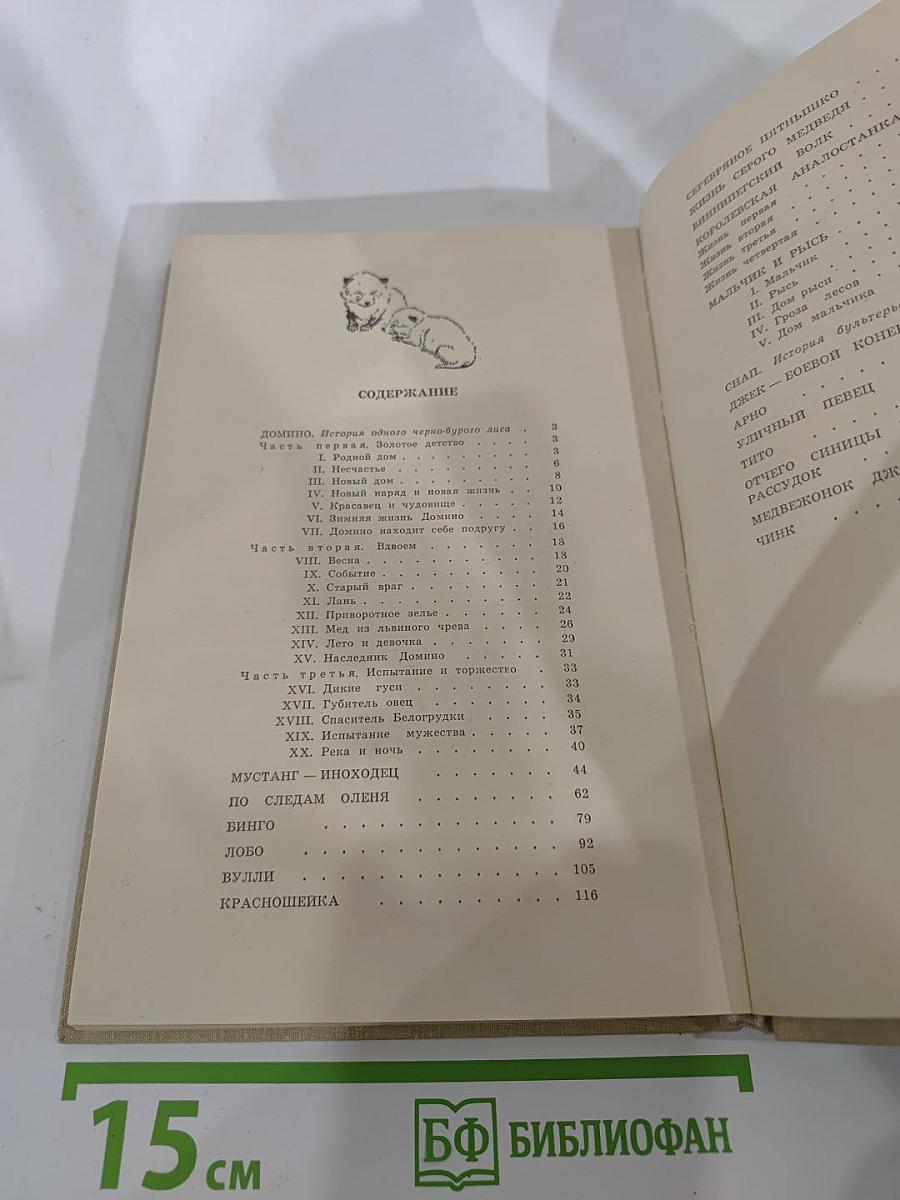 СОДЕРЖАНИЕ
ДОМИНО. История одного черно-бурого лиса . 3
Часть первая. Золотое детство . . . . 3
I. Родной дом . . . . . . . . . 3
II. Несчастье . . . . . . . . . 6
III. Новый дом . . . . . . . . . 8
IV. Новый наряд и новая жизнь . . 10
V. Красавец и чудовище . . . . . 12
VI. Зимняя жизнь Домино . . . . 14
VII. Домино находит себе подругу . . 16
Часть вторая. Вдвоем . . . . . . . 18
VIII. Весна . . . . . . . . . . 18
IX. Событие . . . . . . . . . 20
X. Старый враг . . . . . . . 21
XI. Лань . . . . . . . . . . 22
XII. Приворотное зелье . . . . . 24
XIII. Мед из львиного чрева . . . . 26
XIV. Лето и девочка . . . . . . . 29
XV. Наследник Домино . . . . . 31
Часть третья. Испытание и торжество . 33
XVI. Дикие гуси . . . . . . . 33
XVII. Губитель овец . . . . . . 34
XVIII. Спаситель Белогрудки . . . . 35
XIX. Испытание мужества . . . . . 37
XX. Река и ночь . . . . . . . . 40
МУСТАНГ — ИНОХОДЕЦ . . . . . . . 44
ПО СЛЕДАМ ОЛЕНЯ . . . . . . . . 62
БИНГО . . . . . . . . . . . . . 79
ЛОБО . . . . . . . . . . . . . . 92
ВУЛЛИ . . . . . . . . . . . . . . 105
КРАСНОШЕЙКА . . . . . . . . . . 116
СЕРЕБРЯНОЕ ПЯТНЫШКО . . .
ЖИЗНЬ СЕРОГО МЕДВЕДЯ . .
ВИННИПЕГСКИЙ ВОЛК . . .
КОРОЛЕВСКАЯ АНАЛОСТАНКА
Жизнь первая . . . .
Жизнь вторая . . . .
Жизнь третья . . . .
Жизнь четвертая . . .
МАЛЬЧИК И РЫСЬ . . .
I. Мальчик . . . .
II. Рысь . . . .
III. Дом рыси . . .
IV. Гроза лесов . .
V. Дом мальчика . .
СНАП. История бультерье
ДЖЕК — БОЕВОЙ КОНЕ
АРНО . . . . .
УЛИЧНЫЙ ПЕВЕЦ
ТИТО . . . . .
ОТЧЕГО СИНИЦЫ
РАССУДОК . . .
МЕДВЕЖОНОК ДЖ
ЧИНК . . . .
15 см
БФ БИБЛИОФАН